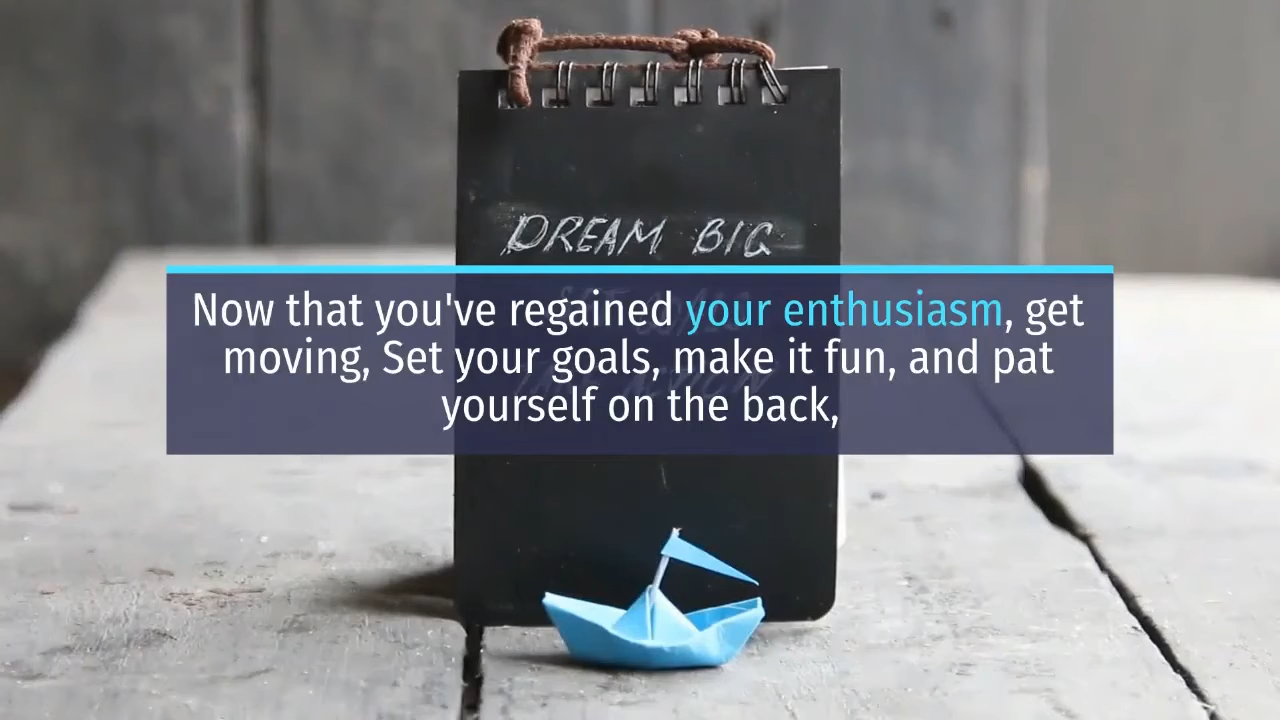 DREAM BIG
Now that you've regained your enthusiasm, get
moving, Set your goals, make it fun, and pat
yourself on the back,